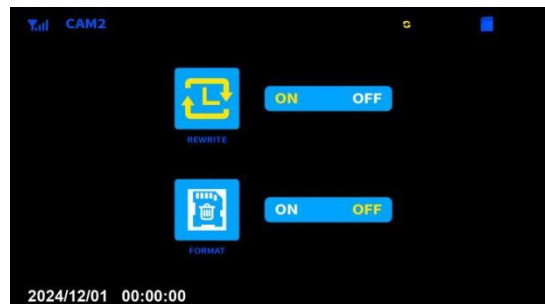 CAM2
ON OFF
REWRITE
ON OFF
FORMAT
2024/12/01 00:00:00